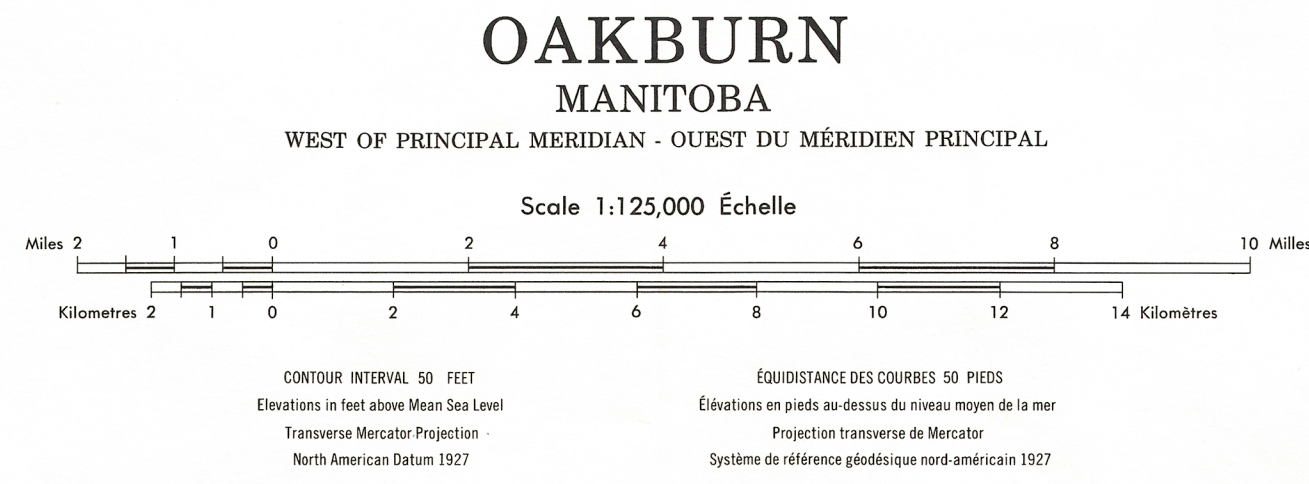 OAKBURN
MANITOBA
WEST OF PRINCIPAL MERIDIAN - OUEST DU MÉRIDIEN PRINCIPAL
Scale 1:125,000 Échelle
Miles 2 1 0 2 4 6 8 10 Milles
Kilometres 2 1 0 2 4 6 8 10 12 14 Kilomètres
CONTOUR INTERVAL 50 FEET
Elevations in feet above Mean Sea Level
Transverse Mercator Projection
North American Datum 1927
ÉQUIDISTANCE DES COURBES 50 PIEDS
Élévations en pieds au-dessus du niveau moyen de la mer
Projection transverse de Mercator
Système de référence géodésique nord-américain 1927